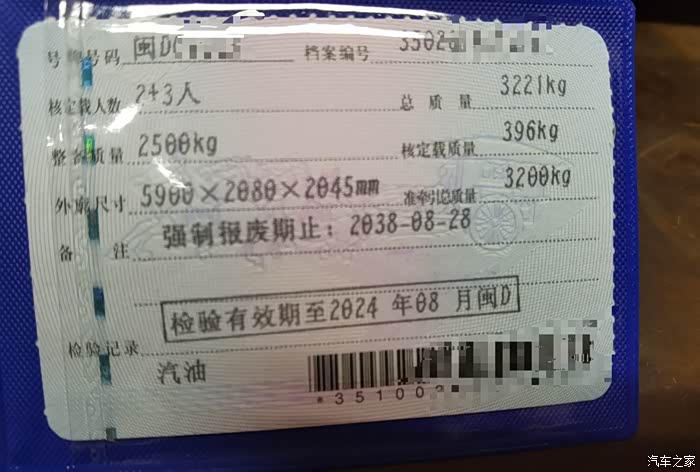 号牌号码 闽D 档案编号 35020
核定载人数 2+3人 总质量 3221kg
整备质量 2500kg 核定载质量 396kg
外廓尺寸 5900×2080×2045mm 准牵引总质量 3200kg
备注 强制报废期止：2038-08-28
检验有效期至2024 年08 月闽D
检验记录
汽油
*351002
汽车之家